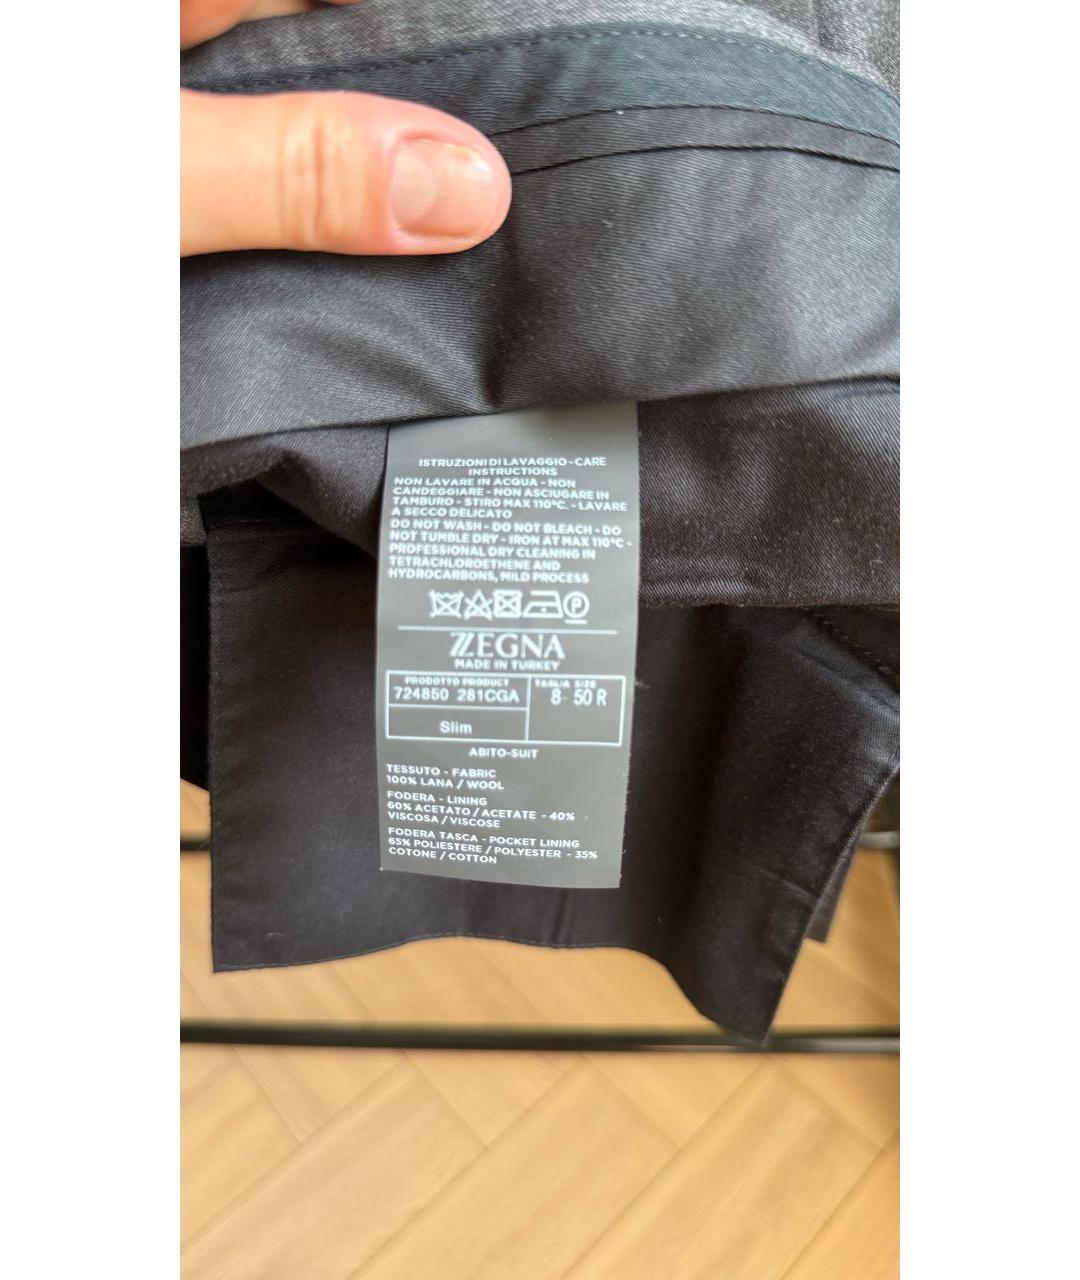 ISTRUZIONI DI LAVAGGIO - CARE
INSTRUCTIONS
NON LAVARE IN ACQUA - NON
CANDEGGIARE - NON ASCIUGARE IN
TAMBURO - STIRO MAX 110°C. - LAVARE
A SECCO DELICATO
DO NOT WASH - DO NOT BLEACH - DO
NOT TUMBLE DRY - IRON AT MAX 110°C -
PROFESSIONAL DRY CLEANING IN
TETRACHLOROETHENE AND
HYDROCARBONS, MILD PROCESS
P
ZZEGNA
MADE IN TURKEY
PRODOTTO PRODUCT TAGLIA SIZE
724850 281CGA 8- 50 R
Slim
ABITO-SUIT
TESSUTO - FABRIC
100% LANA / WOOL
FODERA - LINING
60% ACETATO / ACETATE - 40%
VISCOSA / VISCOSE
FODERA TASCA - POCKET LINING
65% POLIESTERE / POLYESTER - 35%
COTONE / COTTON